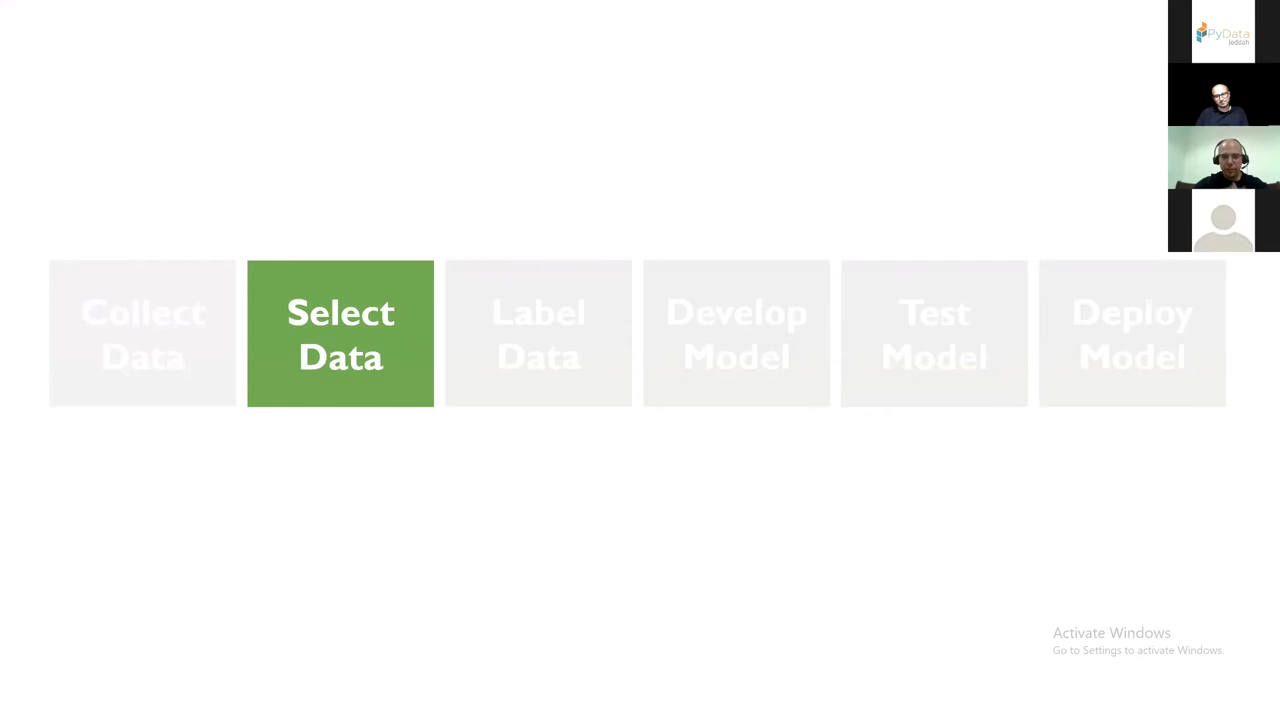 PyData
Jeddah
Collect
Data
Select
Data
Label
Data
Develop
Model
Test
Model
Deploy
Model
Activate Windows
Go to Settings to activate Windows.